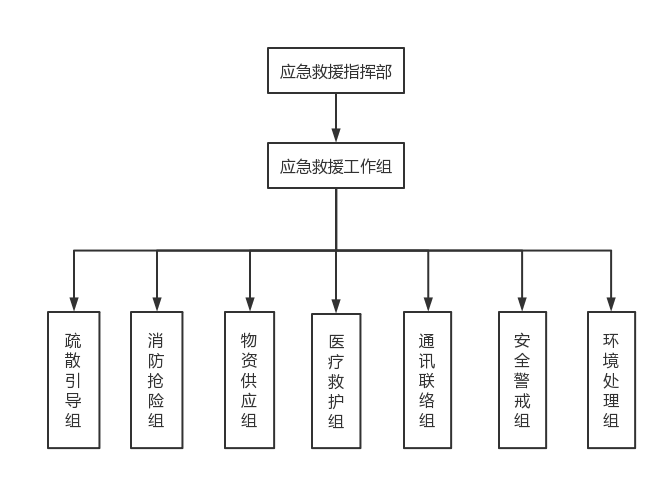 应急救援指挥部
应急救援工作组
疏散引导组
消防抢险组
物资供应组
医疗救护组
通讯联络组
安全警戒组
环境处理组